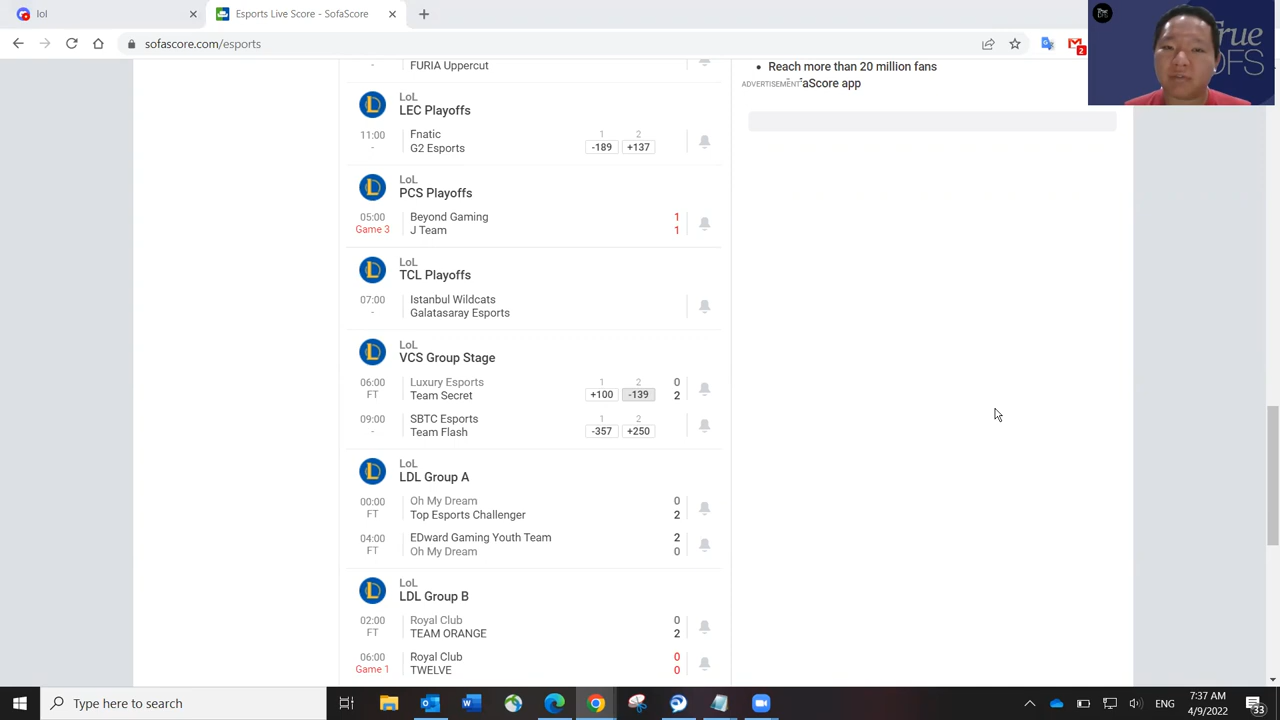 lol
Esports Live Score - SofaScore
sofascore.com/esports
2
True
DFS
- FURIA Uppercut
Reach more than 20 million fans
ADVERTISEMENT aScore app
LoL
LEC Playoffs
11:00 Fnatic 1 2
- G2 Esports -189 +137
LoL
PCS Playoffs
05:00 Beyond Gaming 1
Game 3 J Team 1
LoL
TCL Playoffs
07:00 Istanbul Wildcats
- Galatasaray Esports
LoL
VCS Group Stage
06:00 Luxury Esports 1 2 0
FT Team Secret +100 -139 2
09:00 SBTC Esports 1 2
- Team Flash -357 +250
LoL
LDL Group A
00:00 Oh My Dream 0
FT Top Esports Challenger 2
04:00 EDward Gaming Youth Team 2
FT Oh My Dream 0
LoL
LDL Group B
02:00 Royal Club 0
FT TEAM ORANGE 2
06:00 Royal Club 0
Game 1 TWELVE 0
Type here to search
ENG
7:37 AM
4/9/2022
33